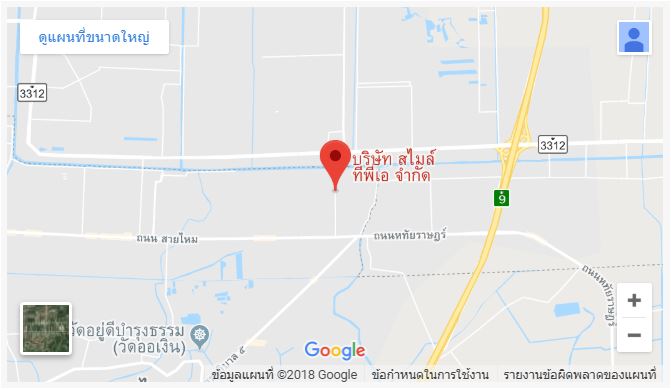 ดูแผนที่ขนาดใหญ่
3312
3312
บริษัท สไมล์
ทีพีเอ จำกัด
9
ถนน สายไหม
ถนนหทัยราษฎร์
ถนนหทัยราษฎร์
วัดอยู่ดีบำรุงธรรม
(วัดออเงิน)
Google
ข้อมูลแผนที่ ©2018 Google
ข้อกำหนดในการใช้งาน
รายงานข้อผิดพลาดของแผนที่